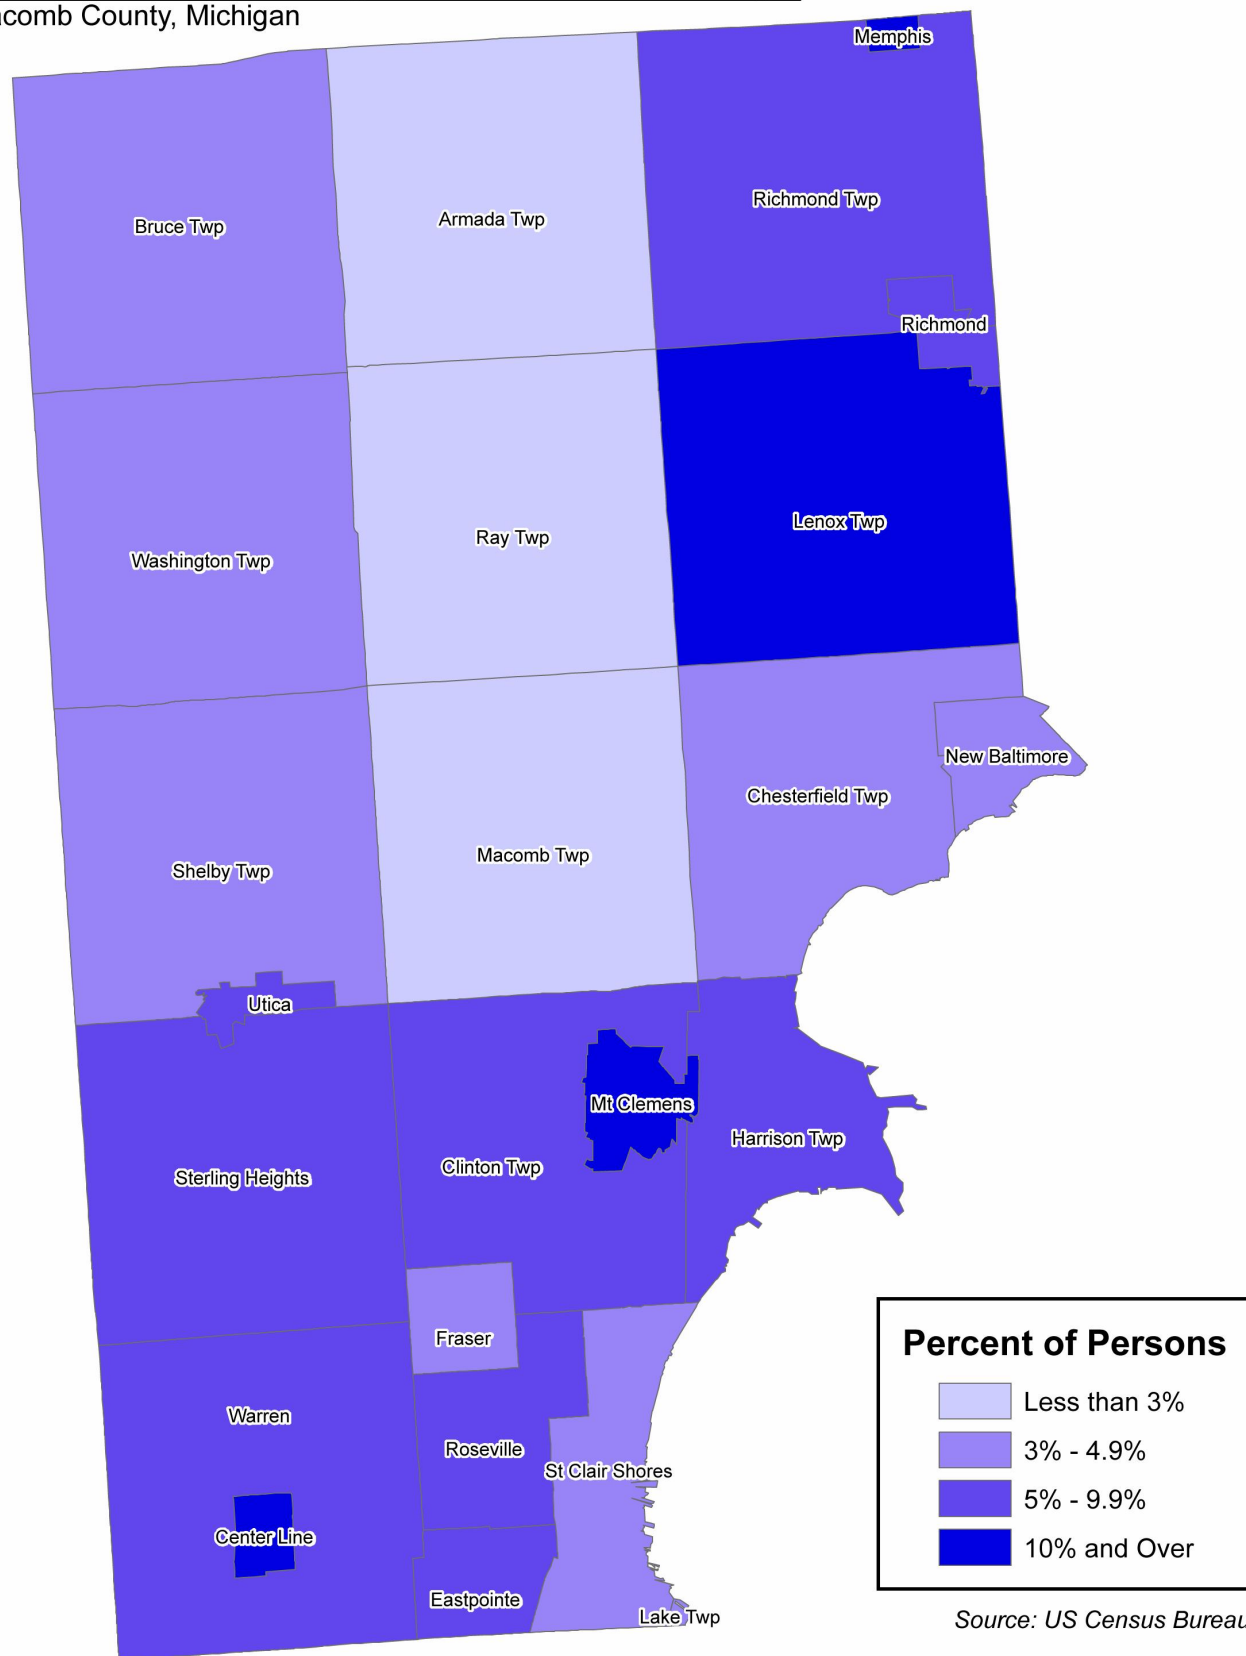 acomb County, Michigan
Memphis
Bruce Twp
Armada Twp
Richmond Twp
Richmond
Washington Twp
Ray Twp
Lenox Twp
Shelby Twp
Macomb Twp
Chesterfield Twp
New Baltimore
Utica
Sterling Heights
Clinton Twp
Mt Clemens
Harrison Twp
Fraser
Warren
Roseville
St Clair Shores
Center Line
Eastpointe
Lake Twp
Percent of Persons
Less than 3%
3% - 4.9%
5% - 9.9%
10% and Over
Source: US Census Bureau